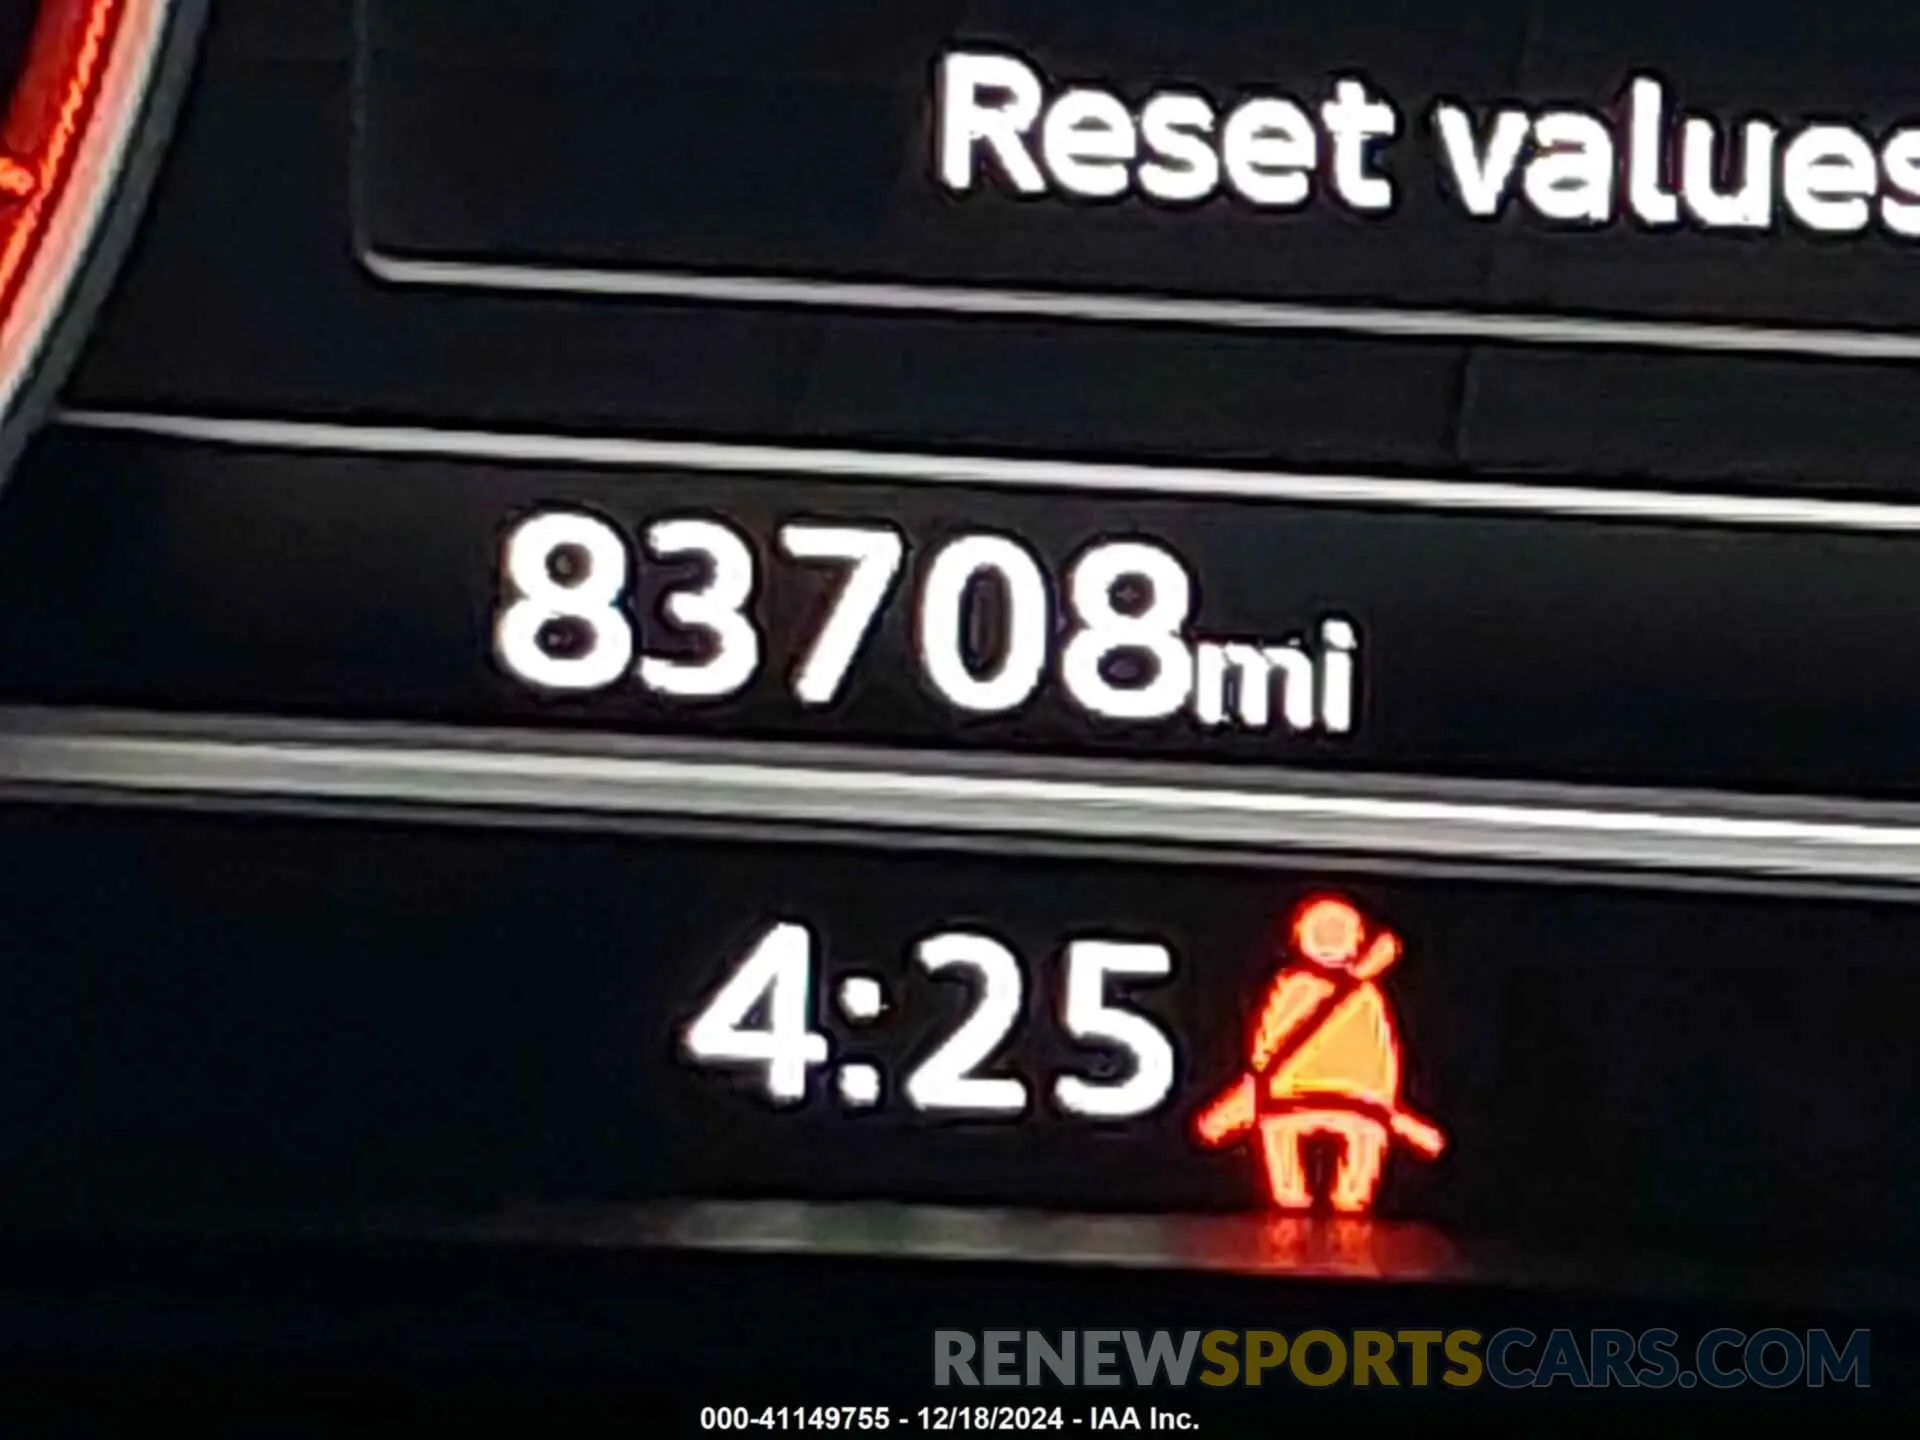 Reset values
83708mi
4:25
RENEWSPORTSCARS.COM
000-41149755 - 12/18/2024 - IAA Inc.